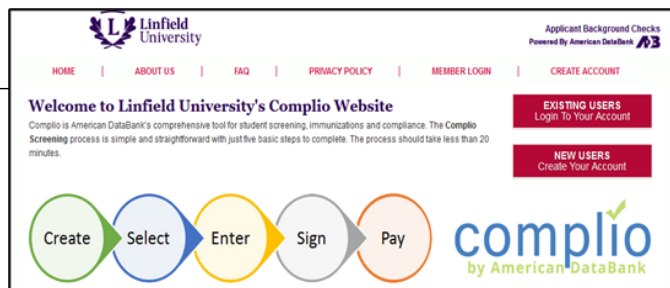 Linfield
University
Applicant Background Checks
Powered By American DataBank ADB
HOME | ABOUT US | FAQ | PRIVACY POLICY | MEMBER LOGIN | CREATE ACCOUNT
Welcome to Linfield University's Complio Website
Complio is American DataBank's comprehensive tool for student screening, immunizations and compliance. The Complio
Screening process is simple and straightforward with just five basic steps to complete. The process should take less than 20
minutes.
EXISTING USERS
Login To Your Account
NEW USERS
Create Your Account
Create Select Enter Sign Pay
complio
by American DataBank